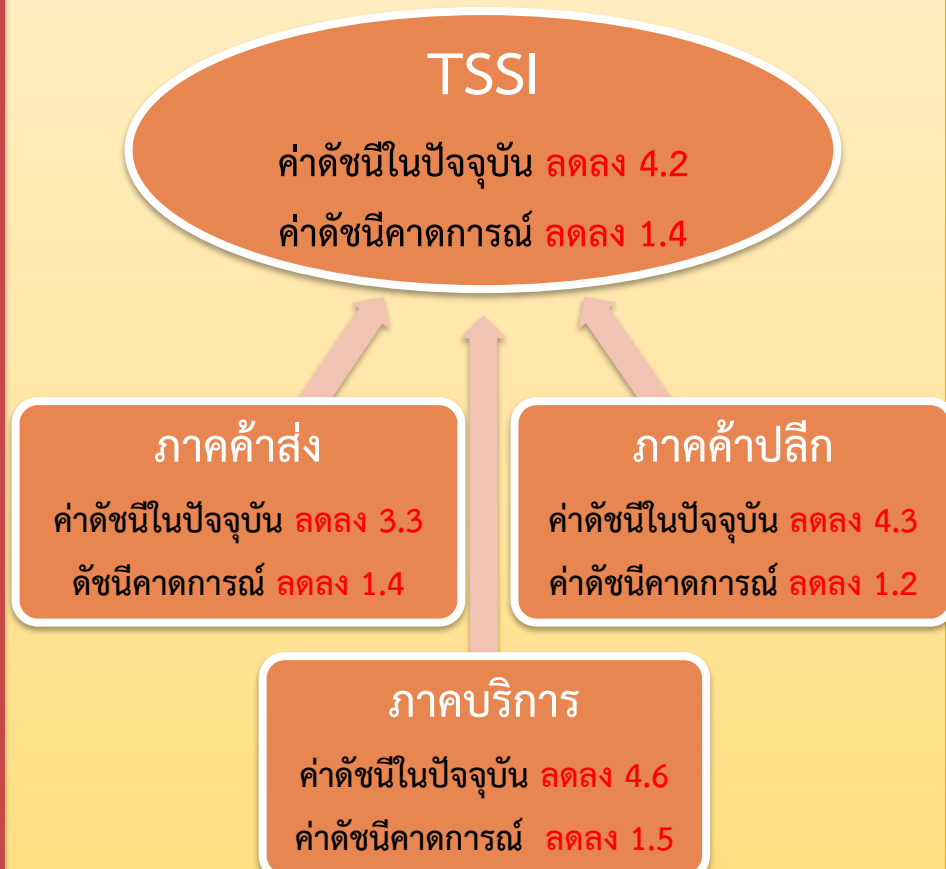 TSSI
ค่าดัชนีในปัจจุบัน ลดลง 4.2
ค่าดัชนีคาดการณ์ ลดลง 1.4
ภาคค้าส่ง
ค่าดัชนีในปัจจุบัน ลดลง 3.3
ดัชนีคาดการณ์ ลดลง 1.4
ภาคค้าปลีก
ค่าดัชนีในปัจจุบัน ลดลง 4.3
ค่าดัชนีคาดการณ์ ลดลง 1.2
ภาคบริการ
ค่าดัชนีในปัจจุบัน ลดลง 4.6
ค่าดัชนีคาดการณ์ ลดลง 1.5